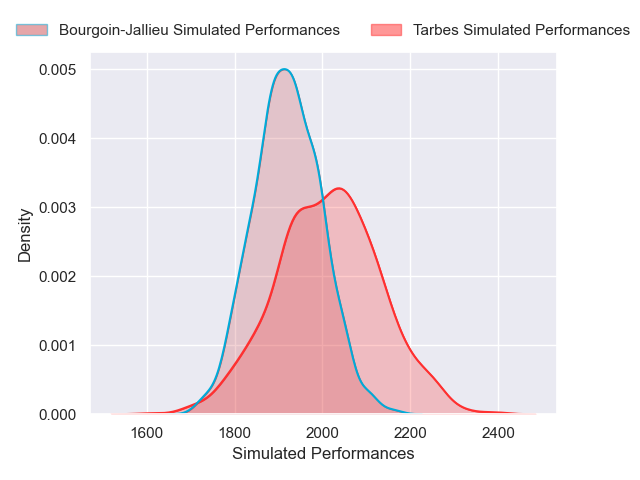 Bourgoin-Jallieu Simulated Performances Tarbes Simulated Performances
0.005
0.004
0.003
0.002
0.001
0.000
Density
1600 1800 2000 2200 2400
Simulated Performances